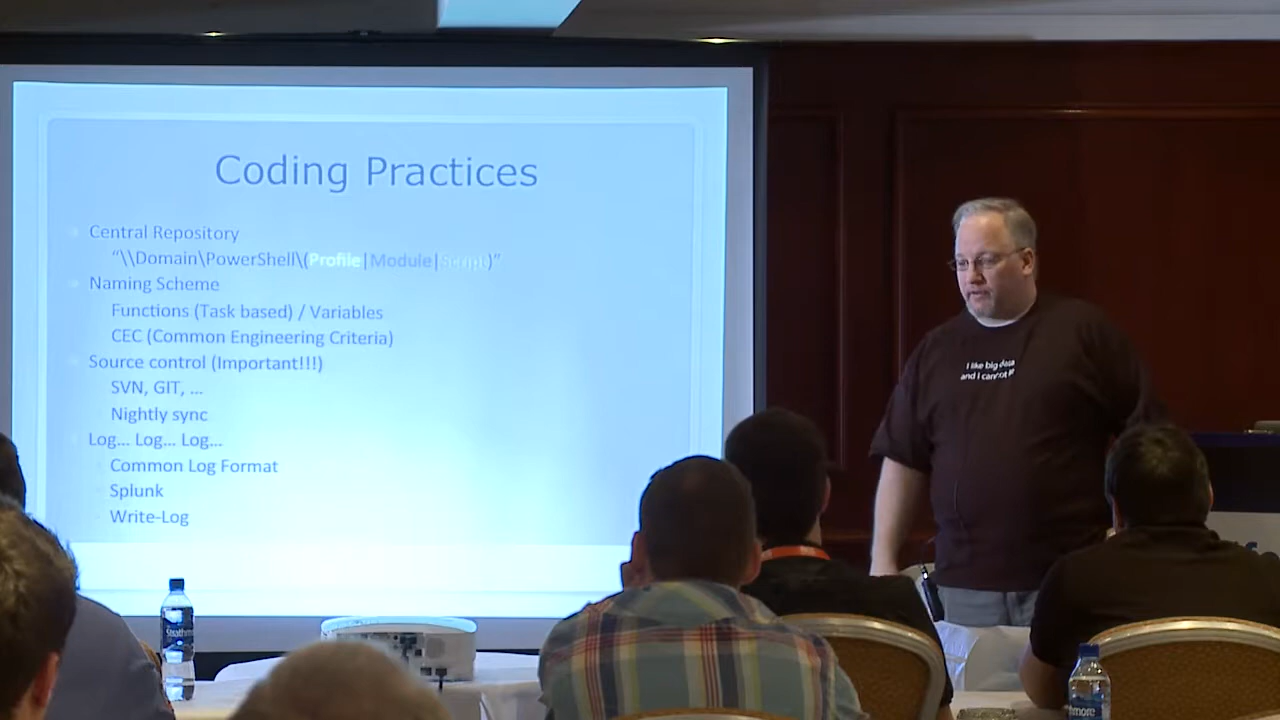 Coding Practices
Central Repository
“\\Domain\PowerShell\(Profile|Module|Script)”
Naming Scheme
Functions (Task based) / Variables
CEC (Common Engineering Criteria)
Source control (Important!!!)
SVN, GIT, ...
Nightly sync
Log... Log... Log...
Common Log Format
Splunk
Write-Log
I like big data
and I cannot